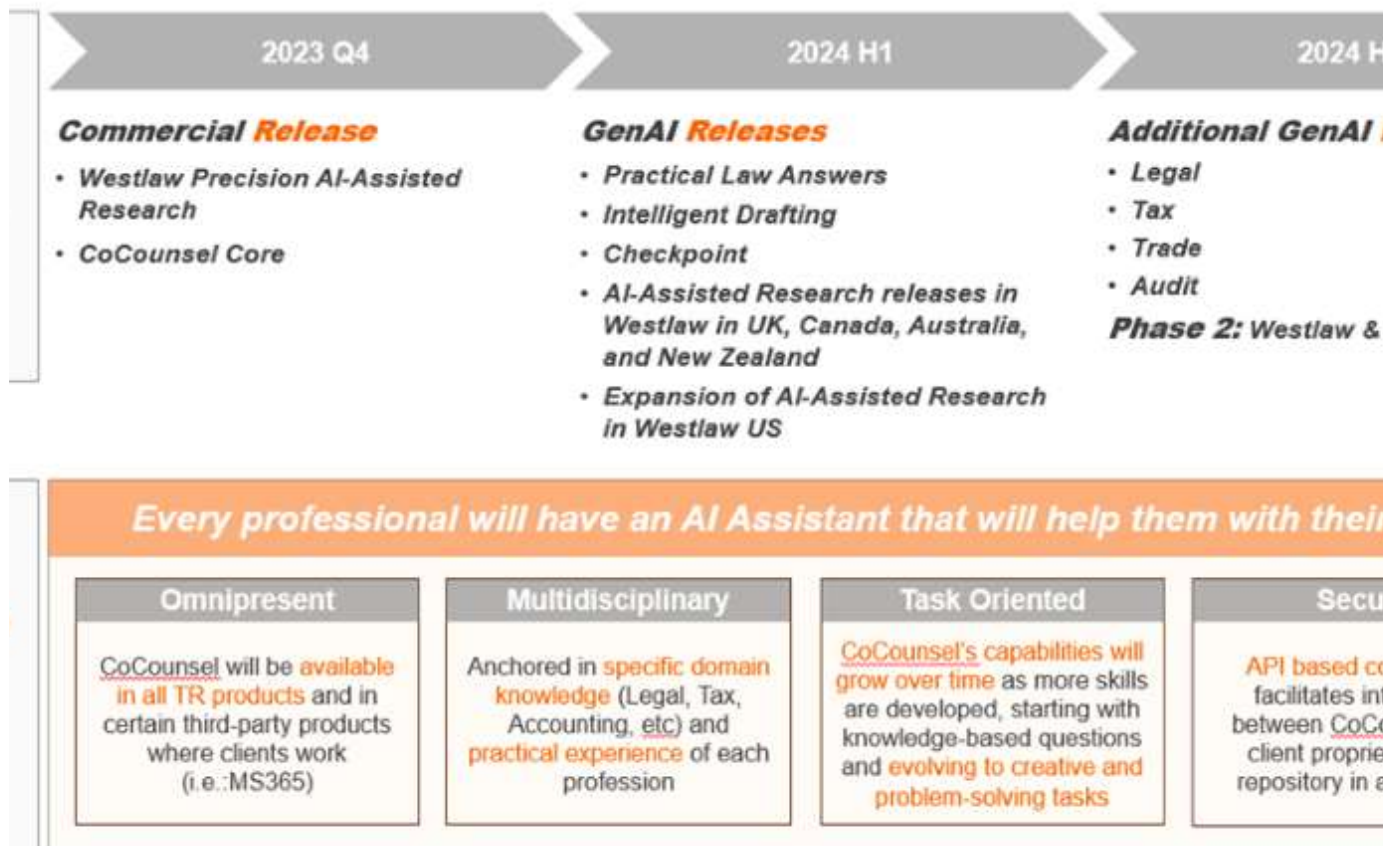 2023 Q4
2024 H1
2024 H
Commercial Release
• Westlaw Precision AI-Assisted
Research
• CoCounsel Core
GenAI Releases
• Practical Law Answers
• Intelligent Drafting
• Checkpoint
• AI-Assisted Research releases in
Westlaw in UK, Canada, Australia,
and New Zealand
• Expansion of AI-Assisted Research
in Westlaw US
Additional GenAI
• Legal
• Tax
• Trade
• Audit
Phase 2: Westlaw &
Every professional will have an AI Assistant that will help them with their
Omnipresent
CoCounsel will be available
in all TR products and in
certain third-party products
where clients work
(i.e.:MS365)
Multidisciplinary
Anchored in specific domain
knowledge (Legal, Tax,
Accounting, etc) and
practical experience of each
profession
Task Oriented
CoCounsel's capabilities will
grow over time as more skills
are developed, starting with
knowledge-based questions
and evolving to creative and
problem-solving tasks
Secu
API based co
facilitates int
between CoCo
client proprie
repository in a